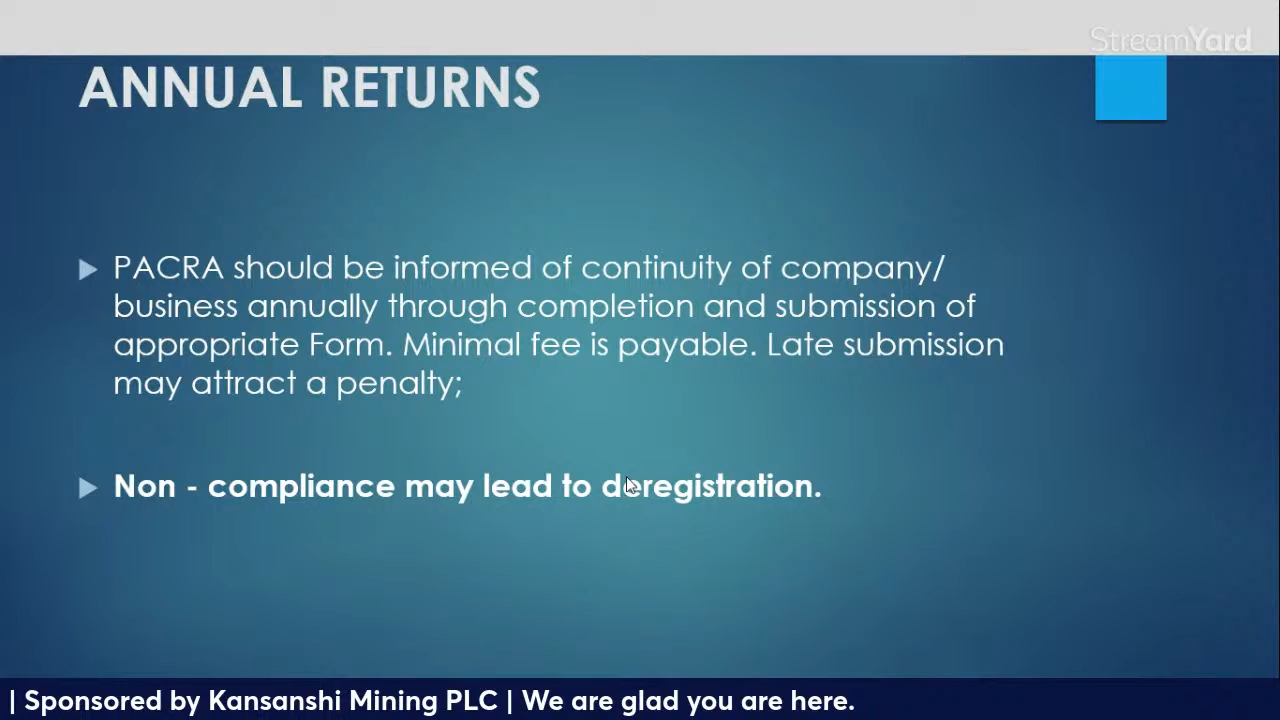 StreamYard
ANNUAL RETURNS
PACRA should be informed of continuity of company/
business annually through completion and submission of
appropriate Form. Minimal fee is payable. Late submission
may attract a penalty;
Non - compliance may lead to deregistration.
| Sponsored by Kansanshi Mining PLC | We are glad you are here.